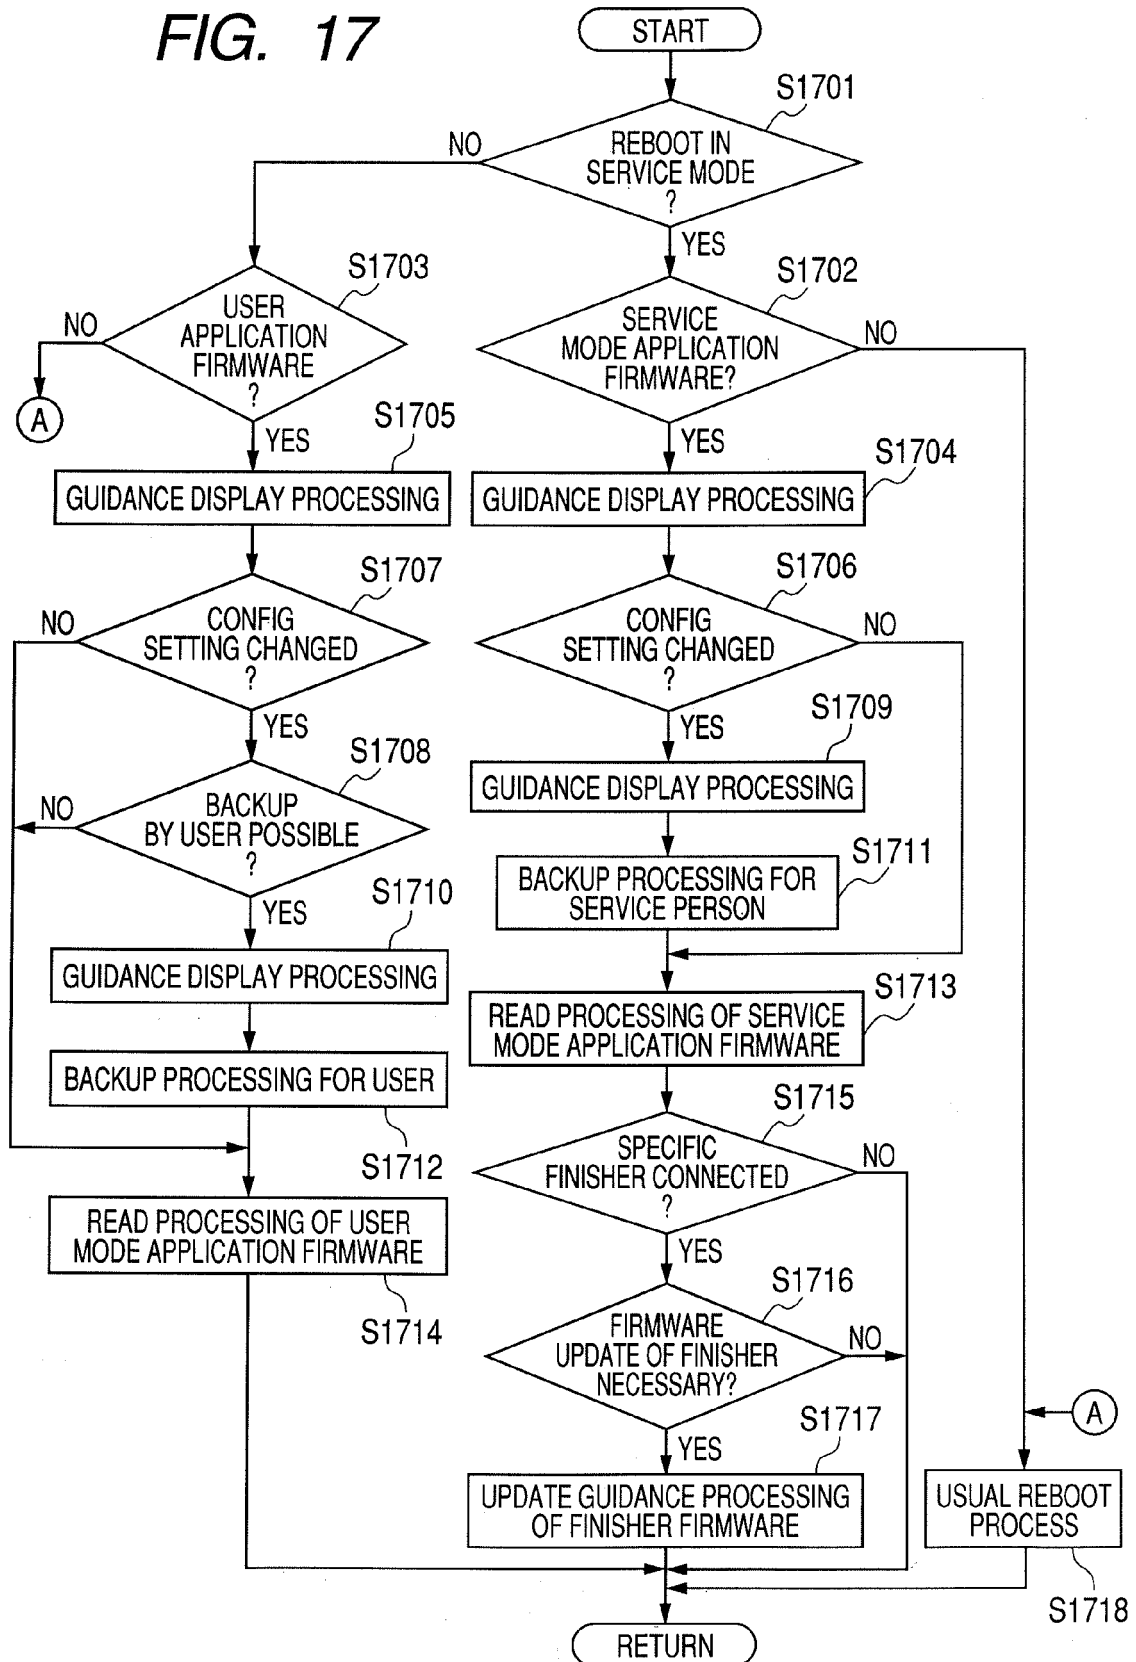 FIG. 17
START
S1701
REBOOT IN
SERVICE MODE
?
NO
YES
S1703
USER
APPLICATION
FIRMWARE
?
NO
A
YES
S1702
SERVICE
MODE APPLICATION
FIRMWARE?
NO
YES
S1705
GUIDANCE DISPLAY PROCESSING
S1704
GUIDANCE DISPLAY PROCESSING
S1707
CONFIG
SETTING CHANGED
?
NO
YES
S1706
CONFIG
SETTING CHANGED
?
NO
YES
S1708
BACKUP
BY USER POSSIBLE
?
NO
YES
S1709
GUIDANCE DISPLAY PROCESSING
S1711
BACKUP PROCESSING FOR
SERVICE PERSON
S1710
GUIDANCE DISPLAY PROCESSING
BACKUP PROCESSING FOR USER
S1712
S1713
READ PROCESSING OF SERVICE
MODE APPLICATION FIRMWARE
READ PROCESSING OF USER
MODE APPLICATION FIRMWARE
S1714
S1715
SPECIFIC
FINISHER CONNECTED
?
NO
YES
S1716
FIRMWARE
UPDATE OF FINISHER
NECESSARY?
NO
YES
S1717
UPDATE GUIDANCE PROCESSING
OF FINISHER FIRMWARE
A
USUAL REBOOT
PROCESS
S1718
RETURN